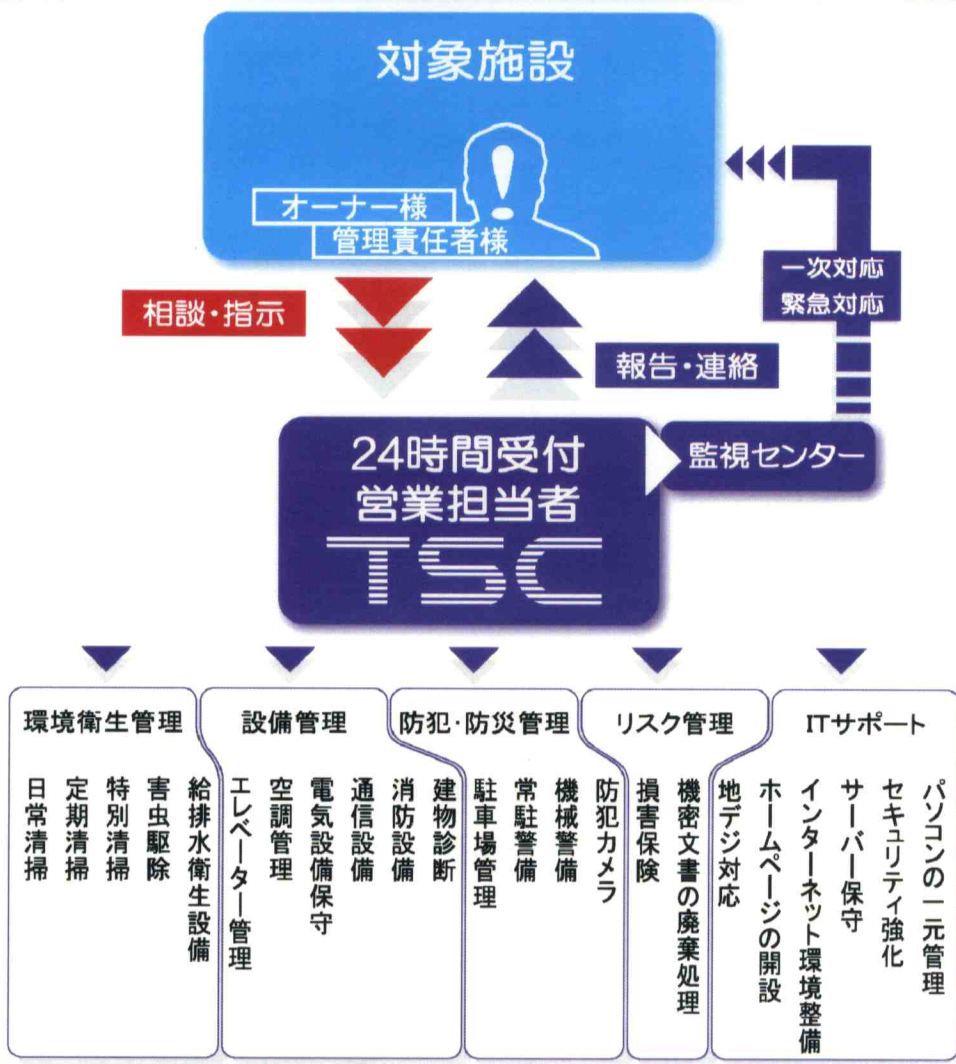 対象施設
オーナー様
管理責任者様
相談・指示
報告・連絡
一次対応
緊急対応
24時間受付
営業担当者
TSC
監視センター
環境衛生管理
日常清掃
定期清掃
特別清掃
害虫駆除
給排水衛生設備
設備管理
エレベーター管理
空調管理
電気設備保守
通信設備
消防設備
建物診断
防犯・防災管理
駐車場管理
常駐警備
機械警備
防犯カメラ
リスク管理
損害保険
機密文書の廃棄処理
ITサポート
地デジ対応
ホームページの開設
インターネット環境整備
サーバー保守
セキュリティ強化
パソコンの一元管理